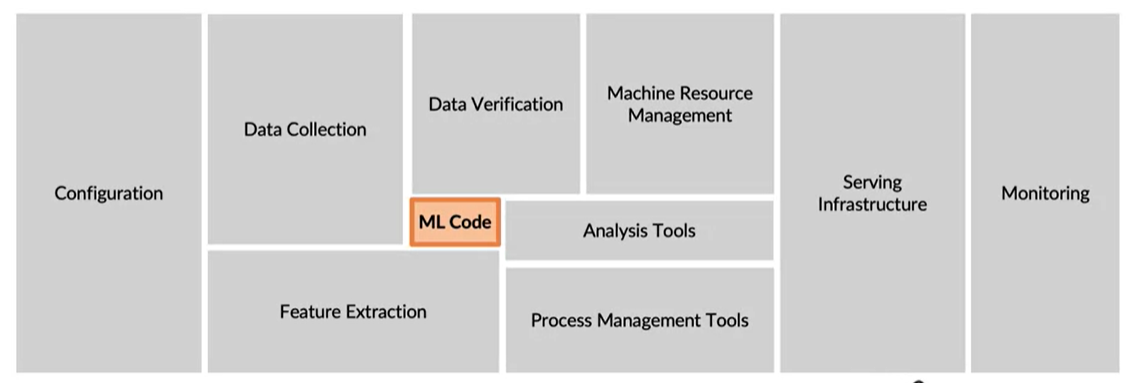 Configuration
Data Collection
Data Verification
Machine Resource
Management
ML Code
Analysis Tools
Feature Extraction
Process Management Tools
Serving
Infrastructure
Monitoring